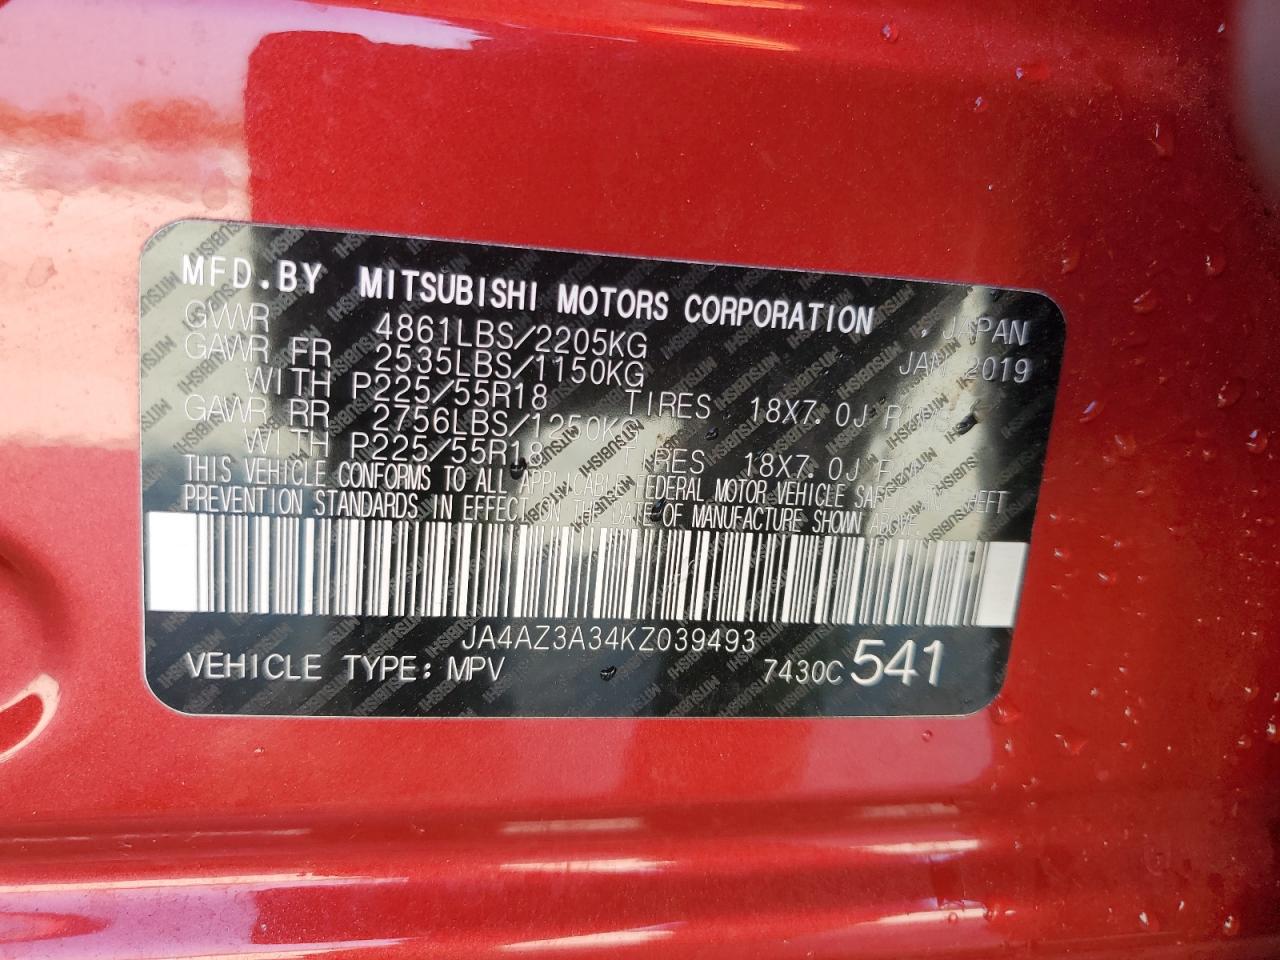 MFD.BY MITSUBISHI MOTORS CORPORATION , JAPAN
GVWR 4861LBS/2205KG JAN 2019
GAWR FR 2535LBS/1150KG
WITH P225/55R18 TIRES 18X7.0J
GAWR RR 2756LBS/1250KG
WITH P225/55R18 TIRES 18X7.0J
THIS VEHICLE CONFORMS TO ALL APPLICABLE FEDERAL MOTOR VEHICLE THEFT
PREVENTION STANDARDS IN EFFECT ON THE DATE OF MANUFACTURE SHOWN ABOVE.
JA4AZ3A34KZ039493
VEHICLE TYPE: MPV 7430C 541